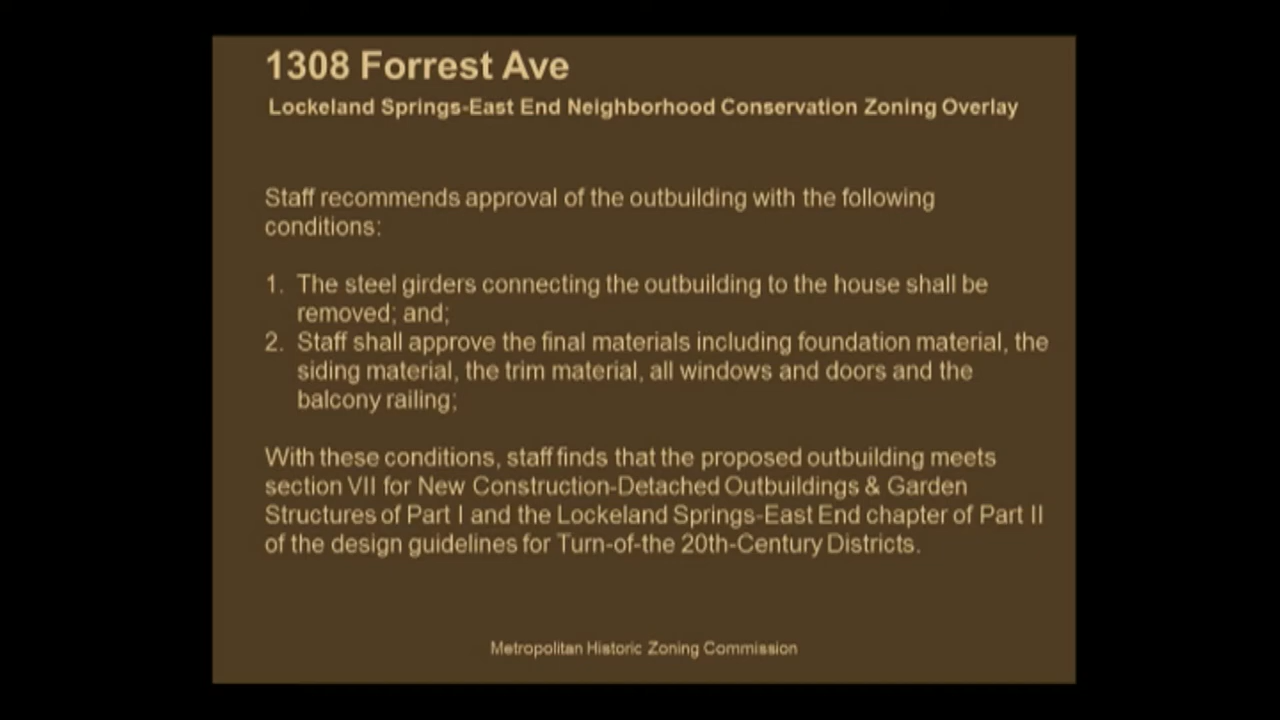 1308 Forrest Ave
Lockeland Springs-East End Neighborhood Conservation Zoning Overlay
Staff recommends approval of the outbuilding with the following
conditions:
1. The steel girders connecting the outbuilding to the house shall be
removed; and;
2. Staff shall approve the final materials including foundation material, the
siding material, the trim material, all windows and doors and the
balcony railing;
With these conditions, staff finds that the proposed outbuilding meets
section VII for New Construction-Detached Outbuildings & Garden
Structures of Part I and the Lockeland Springs-East End chapter of Part II
of the design guidelines for Turn-of-the 20th-Century Districts.
Metropolitan Historic Zoning Commission